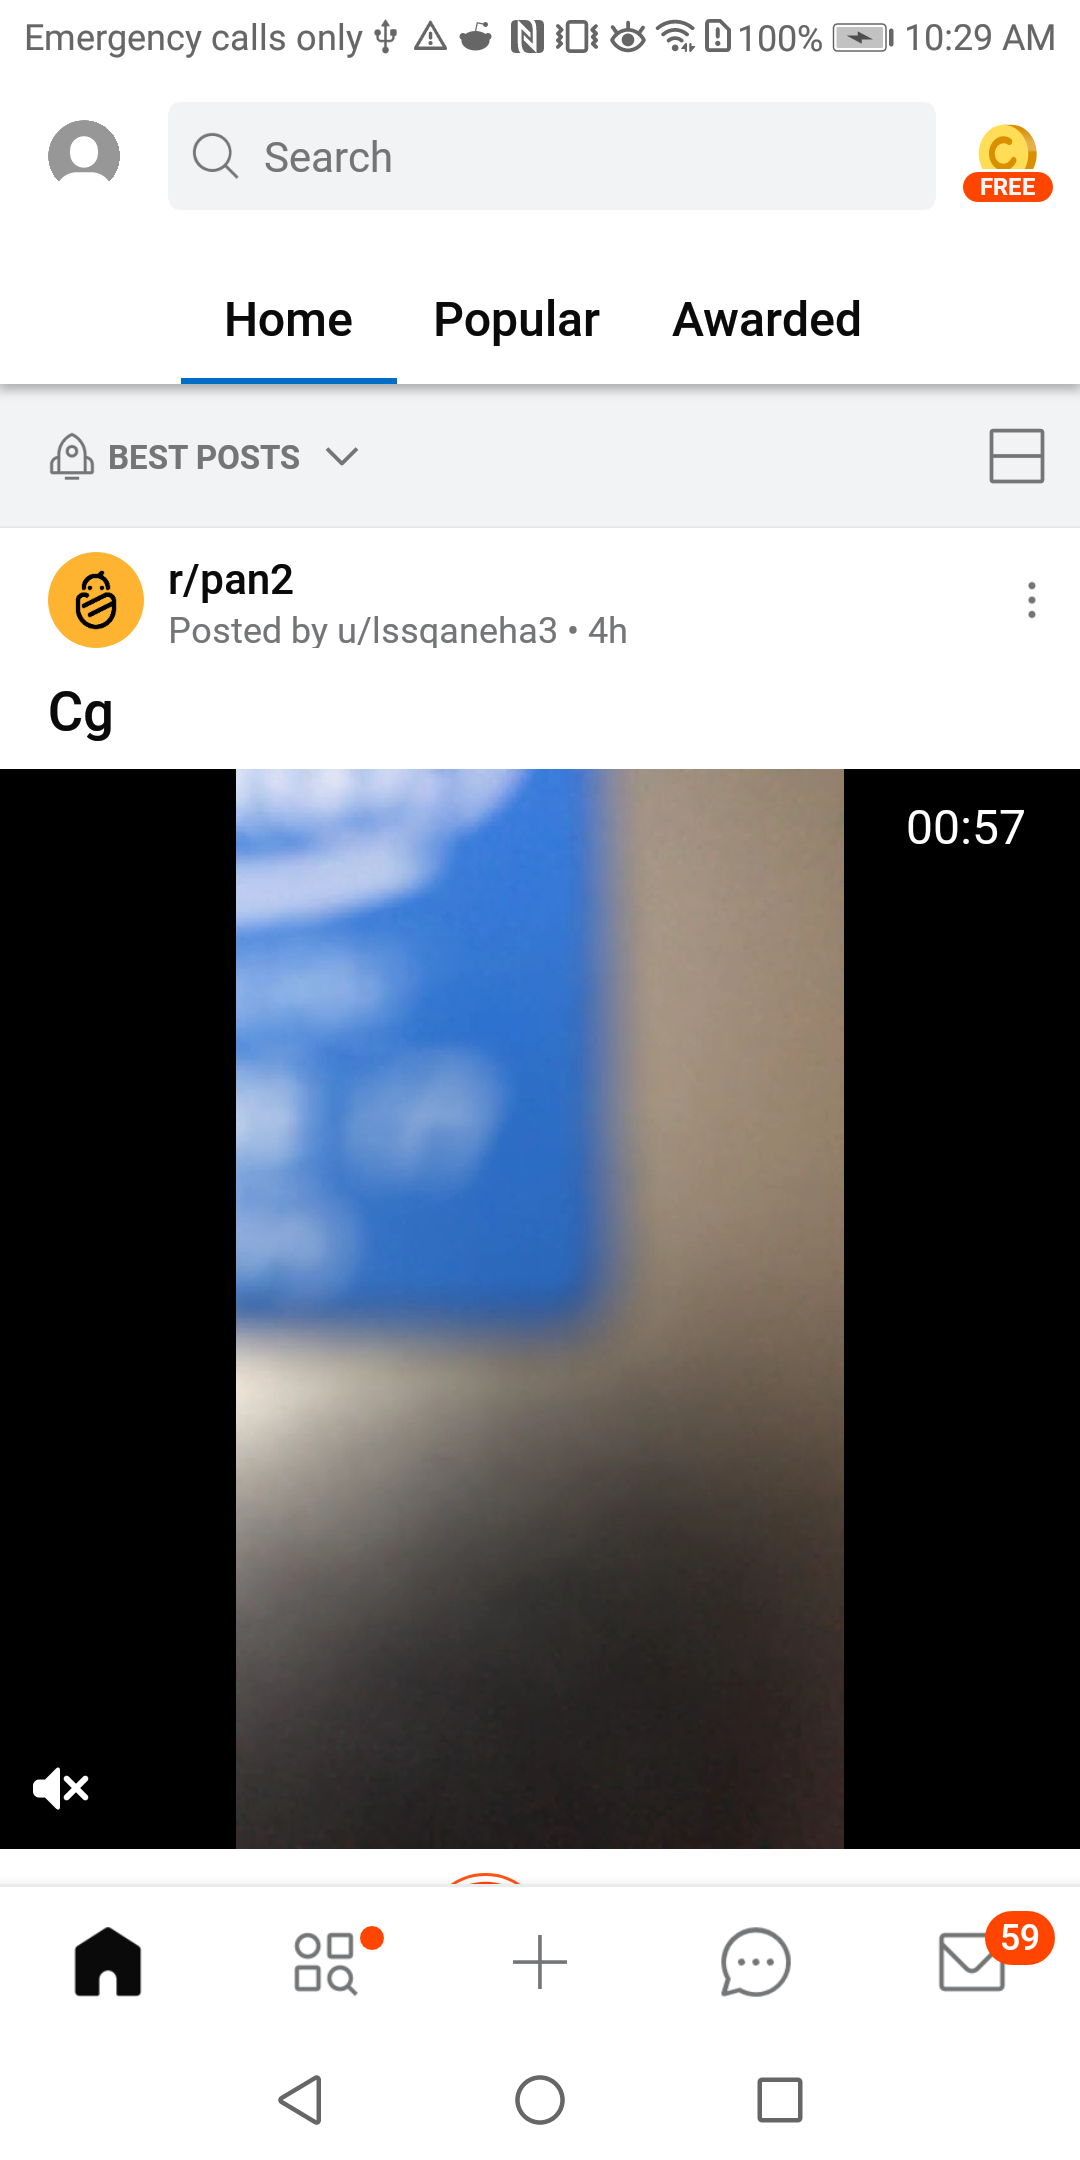 Emergency calls only 100% 10:29 AM
Search
FREE
Home Popular Awarded
BEST POSTS
r/pan2
Posted by u/lssqaneha3 • 4h
Cg
00:57
59